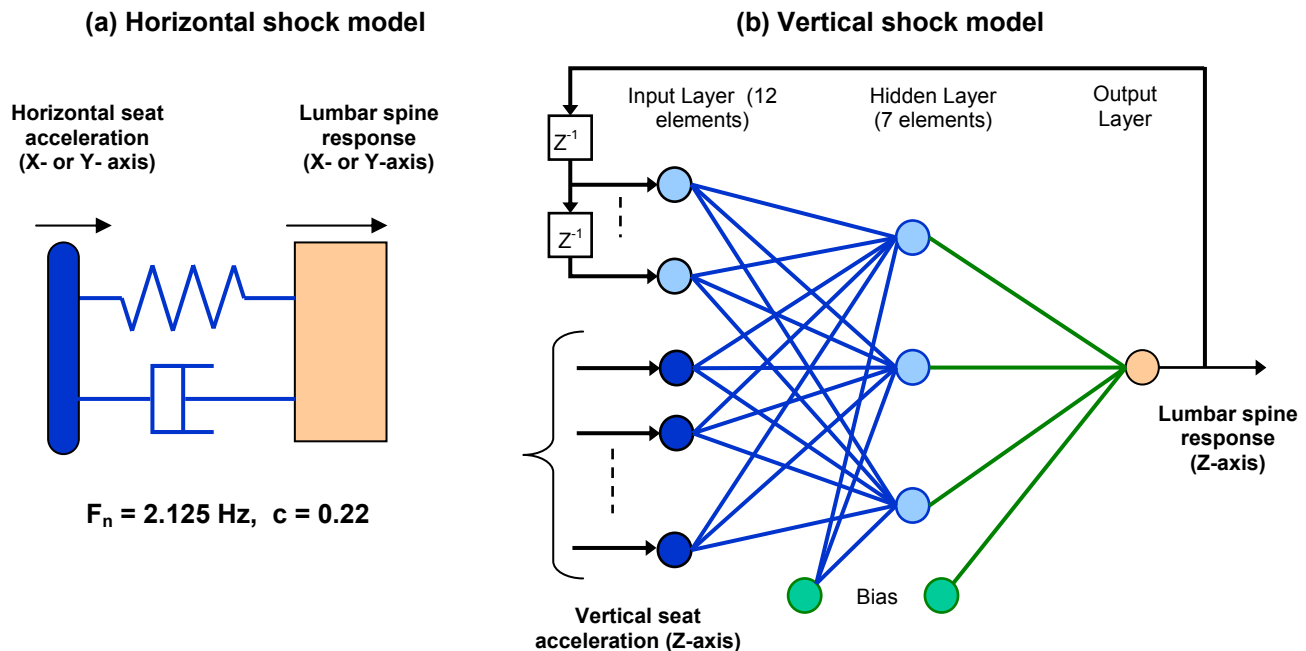 (a) Horizontal shock model
Horizontal seat
acceleration
(X- or Y- axis)
Lumbar spine
response
(X- or Y-axis)
Fn = 2.125 Hz, c = 0.22
(b) Vertical shock model
Input Layer (12
elements)
Hidden Layer
(7 elements)
Output
Layer
Z-1
Z-1
Lumbar spine
response
(Z-axis)
Bias
Vertical seat
acceleration (Z-axis)